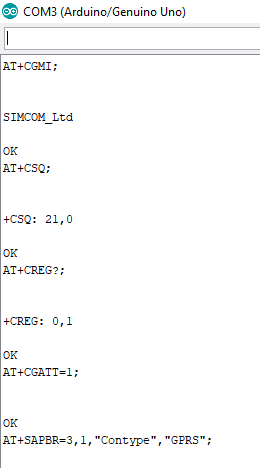 COM3 (Arduino/Genuino Uno)
AT+CGMI;
SIMCOM_Ltd
OK
AT+CSQ;
+CSQ: 21,0
OK
AT+CREG?;
+CREG: 0,1
OK
AT+CGATT=1;
OK
AT+SAPBR=3,1,"Contype","GPRS";